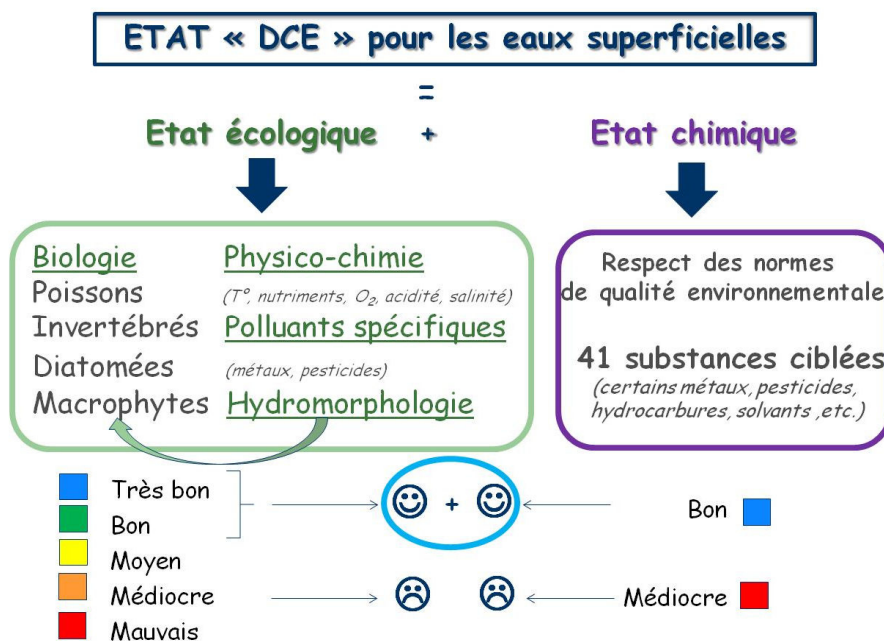 ETAT « DCE » pour les eaux superficielles
=
Etat écologique + Etat chimique
Biologie
Poissons
Invertébrés
Diatomées
Macrophytes
Physico-chimie
(T°, nutriments, O₂, acidité, salinité)
Polluants spécifiques
(métaux, pesticides)
Hydromorphologie
Respect des normes
de qualité environnementale
41 substances ciblées
(certains métaux, pesticides,
hydrocarbures, solvants ,etc.)
Très bon
Bon
Moyen
Médiocre
Mauvais
+
Bon
Médiocre